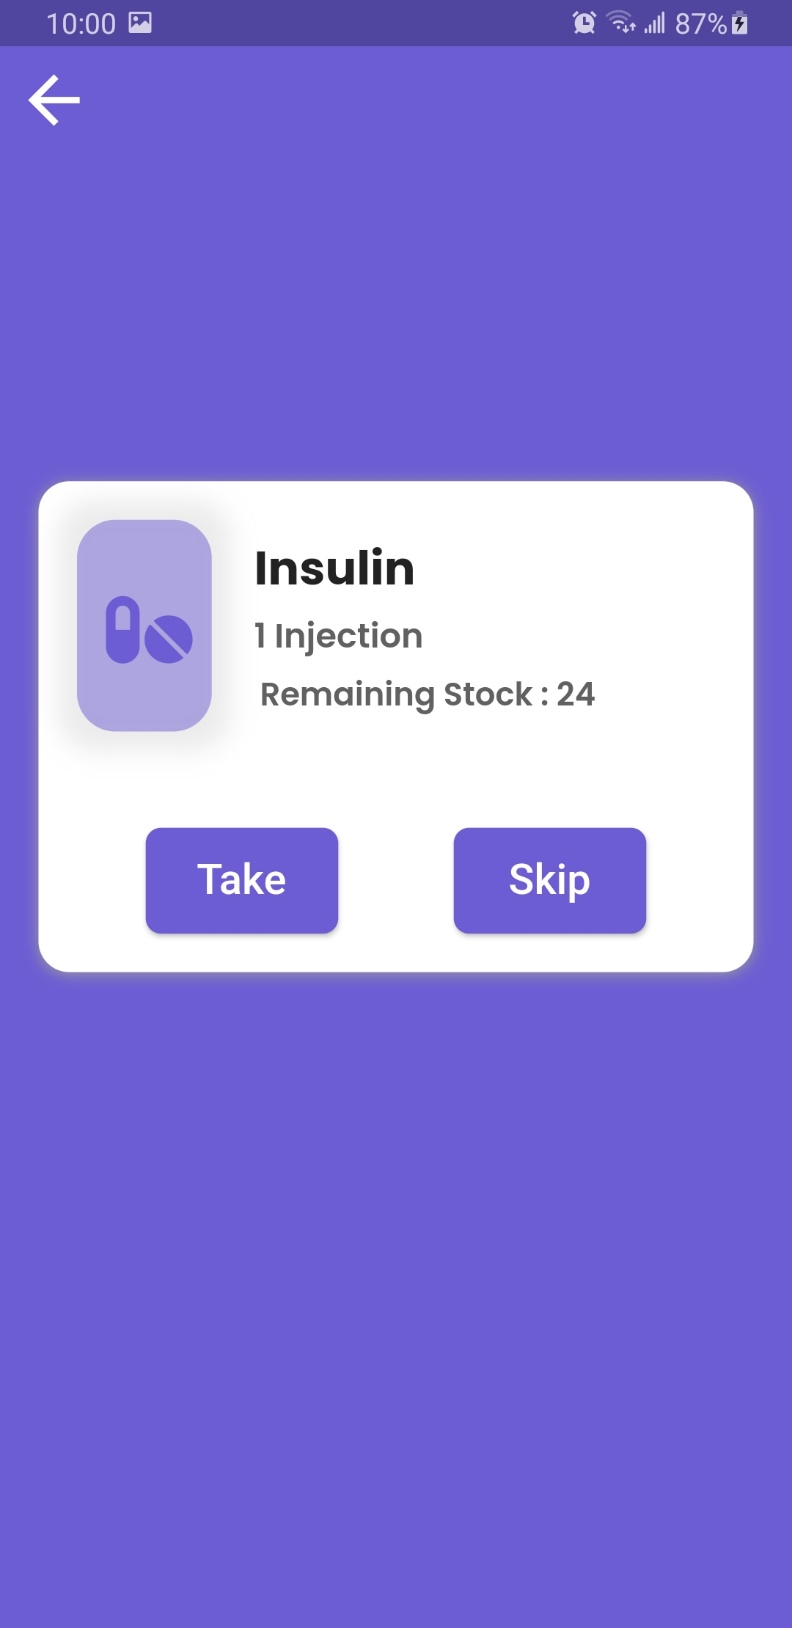 10:00 87%
Insulin
1 Injection
Remaining Stock : 24
Take Skip